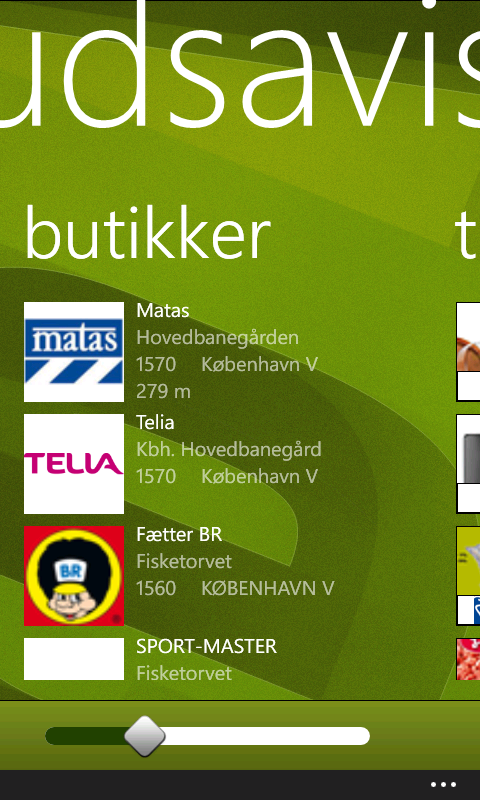 udsavis
butikker
t
matas
Matas
Hovedbanegården
1570 København V
279 m
TELIA
Telia
Kbh. Hovedbanegård
1570 København V
BR
Fætter BR
Fisketorvet
1560 KØBENHAVN V
SPORT-MASTER
Fisketorvet